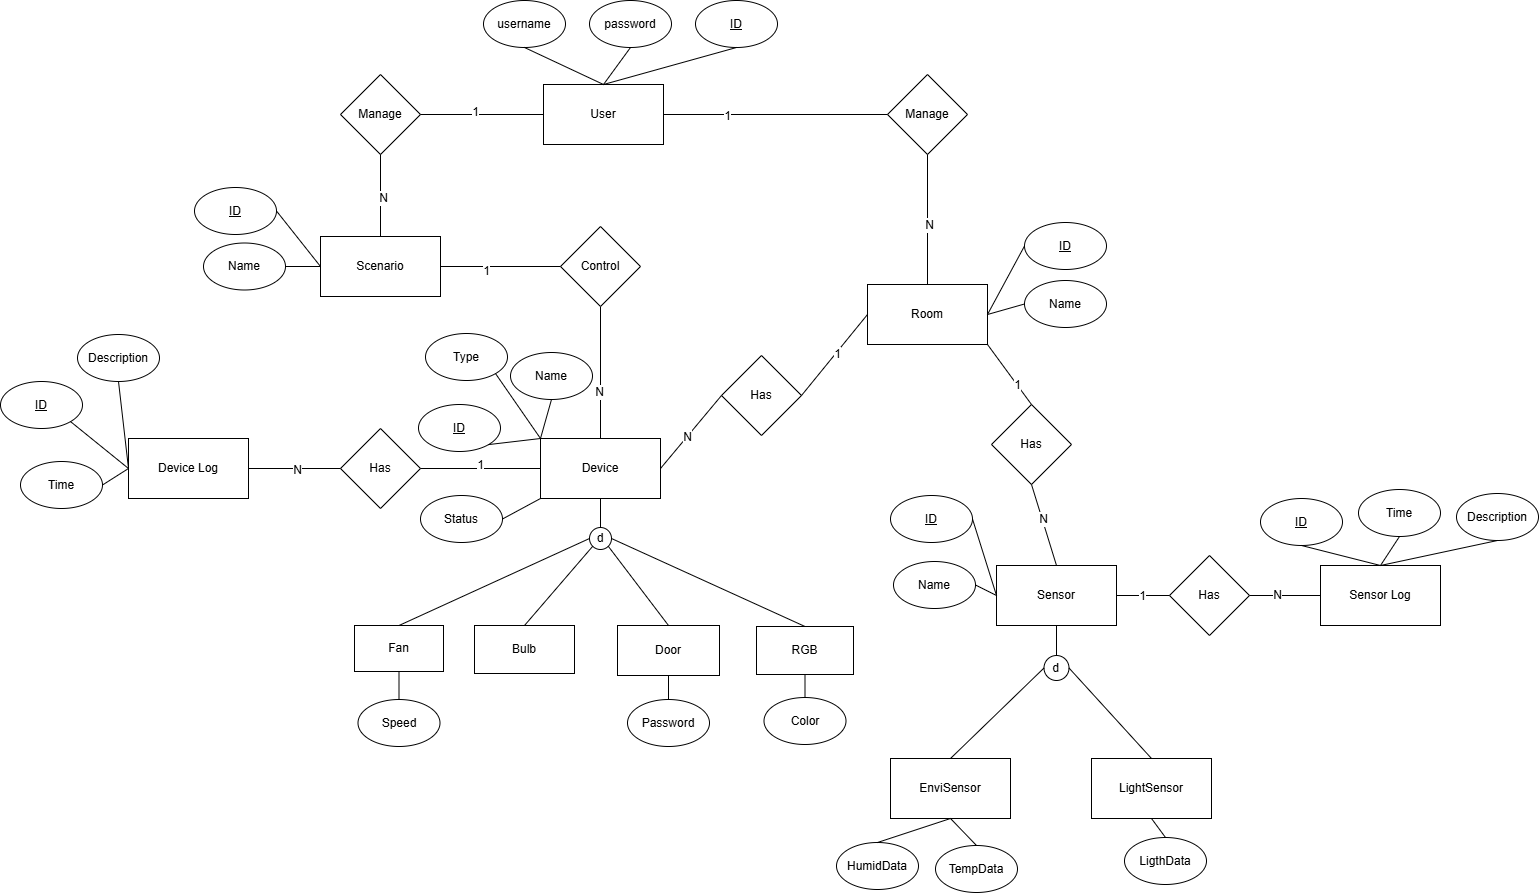 username
password
ID
Manage
1
User
1
Manage
N
N
ID
Name
Scenario
1
Control
ID
Name
Room
Description
ID
Time
Device Log
N
Has
1
Type
Name
ID
Status
N
Device
N
Has
1
1
Has
N
d
Fan
Bulb
Door
RGB
Speed
Password
Color
ID
Name
Sensor
1
Has
N
ID
Time
Description
Sensor Log
d
EnviSensor
LightSensor
HumidData
TempData
LigthData